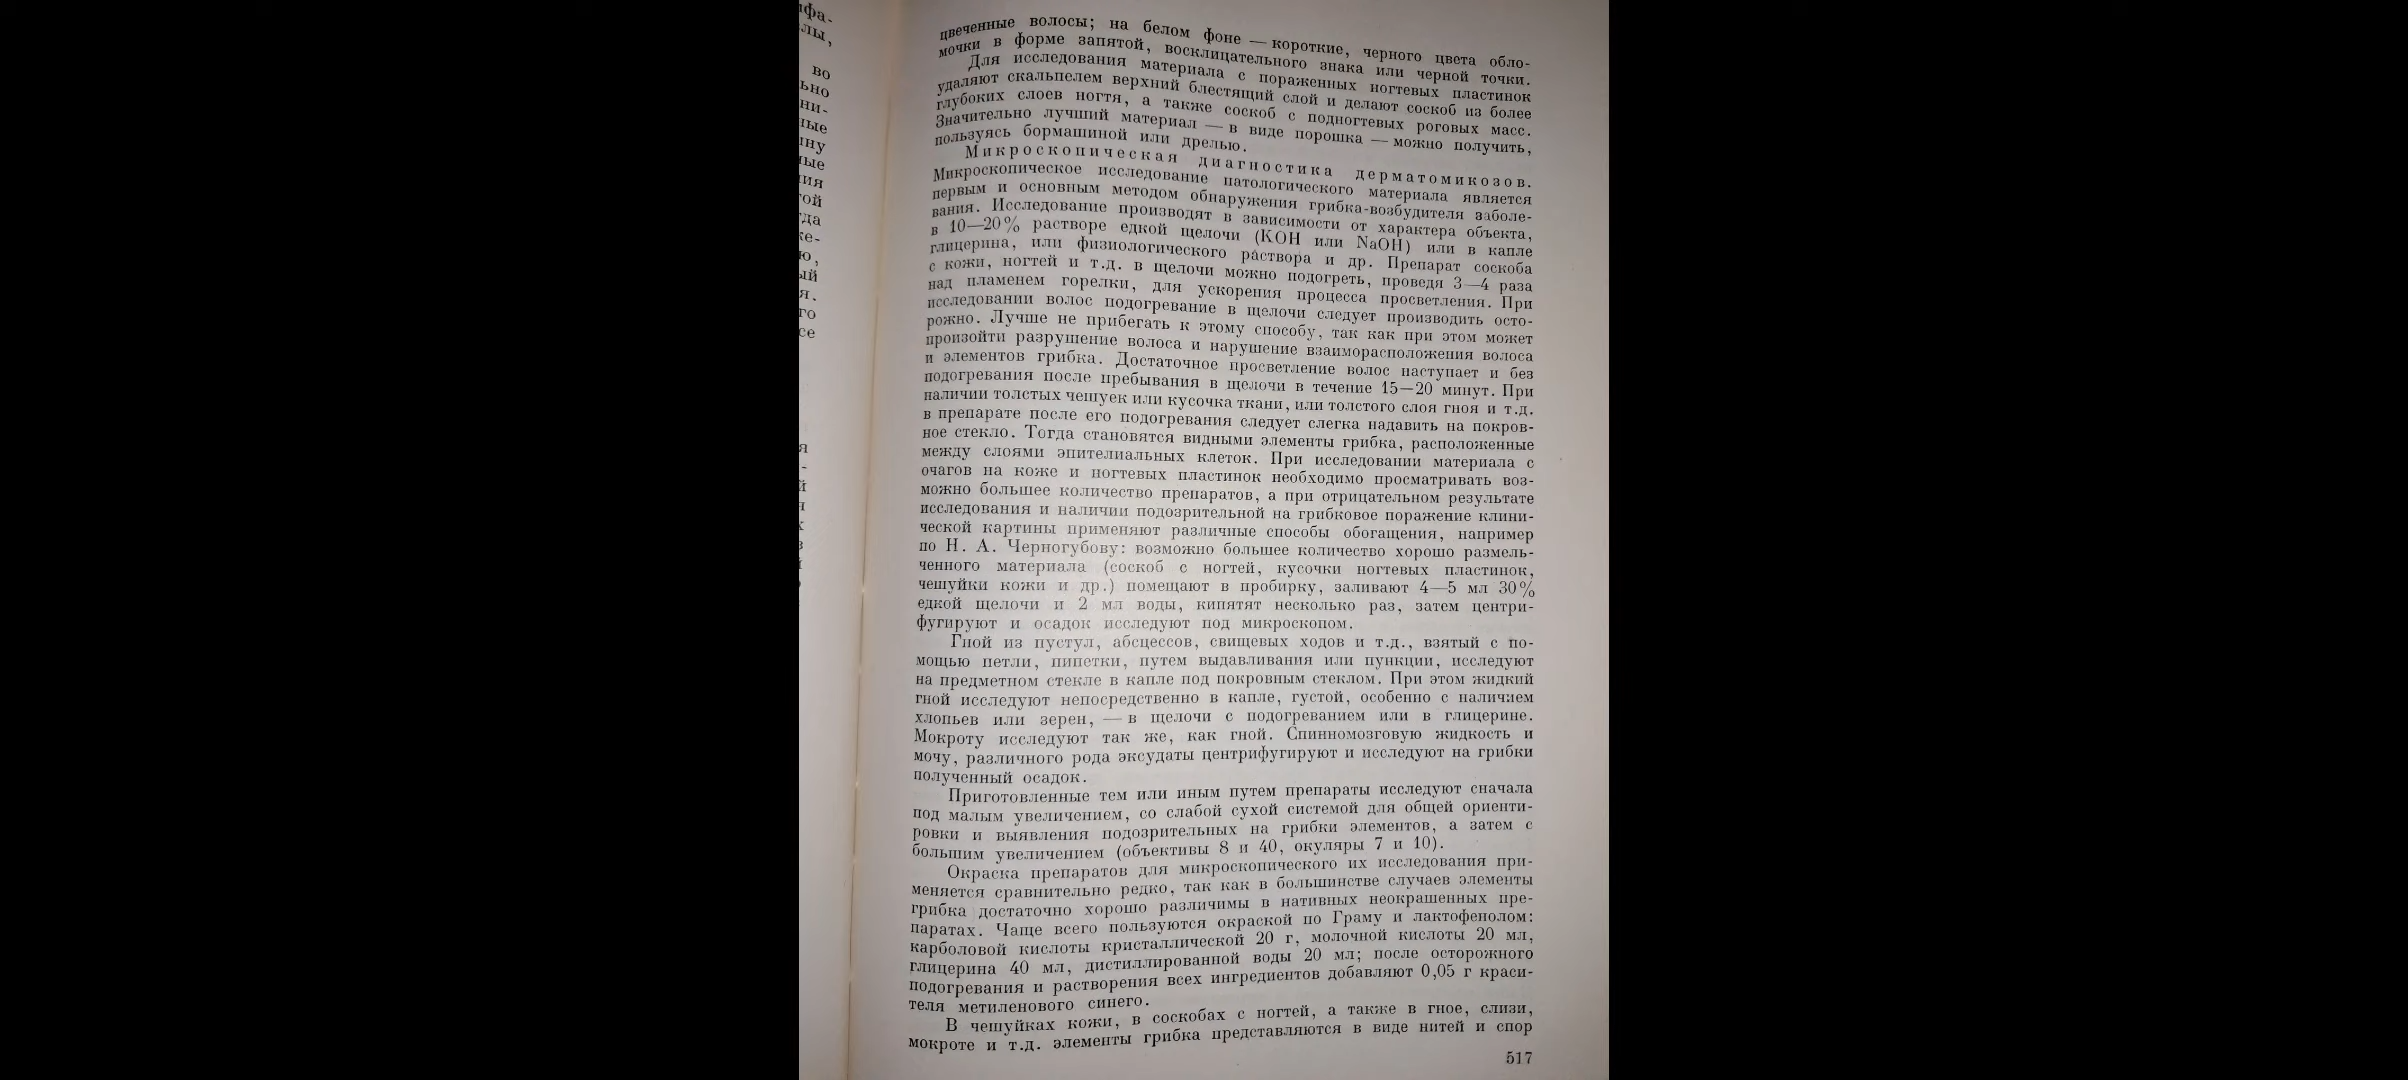 ифа-
лы,
во
ьно
ни-
ные
ину
ные
ния
той
гда
же-
ю,
ый
я.
го
се
я
-
й
цвеченные волосы; на белом фоне — короткие, черного цвета обло-
мочки в форме запятой, восклицательного знака или черной точки.
Для исследования материала с пораженных ногтевых пластинок
удаляют скальпелем верхний блестящий слой и делают соскоб из более
глубоких слоев ногтя, а также соскоб с подногтевых роговых масс.
Значительно лучший материал — в виде порошка — можно получить,
пользуясь бормашиной или дрелью.
Микроскопическая диагностика дерматомикозов.
Микроскопическое исследование патологического материала является
первым и основным методом обнаружения грибка-возбудителя заболе-
вания. Исследование производят в зависимости от характера объекта,
в 10—20% растворе едкой щелочи (KOH или NaOH) или в капле
глицерина, или физиологического раствора и др. Препарат соскоба
с кожи, ногтей и т.д. в щелочи можно подогреть, проведя 3—4 раза
над пламенем горелки, для ускорения процесса просветления. При
исследовании волос подогревание в щелочи следует производить осто-
рожно. Лучше не прибегать к этому способу, так как при этом может
произойти разрушение волоса и нарушение взаиморасположения волоса
и элементов грибка. Достаточное просветление волос наступает и без
подогревания после пребывания в щелочи в течение 15—20 минут. При
наличии толстых чешуек или кусочка ткани, или толстого слоя гноя и т.д.
в препарате после его подогревания следует слегка надавить на покров-
ное стекло. Тогда становятся видными элементы грибка, расположенные
между слоями эпителиальных клеток. При исследовании материала с
очагов на коже и ногтевых пластинок необходимо просматривать воз-
можно большее количество препаратов, а при отрицательном результате
исследования и наличии подозрительной на грибковое поражение клини-
ческой картины применяют различные способы обогащения, например
по Н. А. Черногубову: возможно большее количество хорошо размель-
ченного материала (соскоб с ногтей, кусочки ногтевых пластинок,
чешуйки кожи и др.) помещают в пробирку, заливают 4—5 мл 30%
едкой щелочи и 2 мл воды, кипятят несколько раз, затем центри-
фугируют и осадок исследуют под микроскопом.
Гной из пустул, абсцессов, свищевых ходов и т.д., взятый с по-
мощью петли, пипетки, путем выдавливания или пункции, исследуют
на предметном стекле в капле под покровным стеклом. При этом жидкий
гной исследуют непосредственно в капле, густой, особенно с наличием
хлопьев или зерен, — в щелочи с подогреванием или в глицерине.
Мокроту исследуют так же, как гной. Спинномозговую жидкость и
мочу, различного рода эксудаты центрифугируют и исследуют на грибки
полученный осадок.
Приготовленные тем или иным путем препараты исследуют сначала
под малым увеличением, со слабой сухой системой для общей ориенти-
ровки и выявления подозрительных на грибки элементов, а затем с
большим увеличением (объективы 8 и 40, окуляры 7 и 10).
Окраска препаратов для микроскопического их исследования при-
меняется сравнительно редко, так как в большинстве случаев элементы
грибка достаточно хорошо различимы в нативных неокрашенных пре-
паратах. Чаще всего пользуются окраской по Граму и лактофенолом:
карболовой кислоты кристаллической 20 г, молочной кислоты 20 мл,
глицерина 40 мл, дистиллированной воды 20 мл; после осторожного
подогревания и растворения всех ингредиентов добавляют 0,05 г краси-
теля метиленового синего.
В чешуйках кожи, в соскобах с ногтей, а также в гное, слизи,
мокроте и т.д. элементы грибка представляются в виде нитей и спор
517